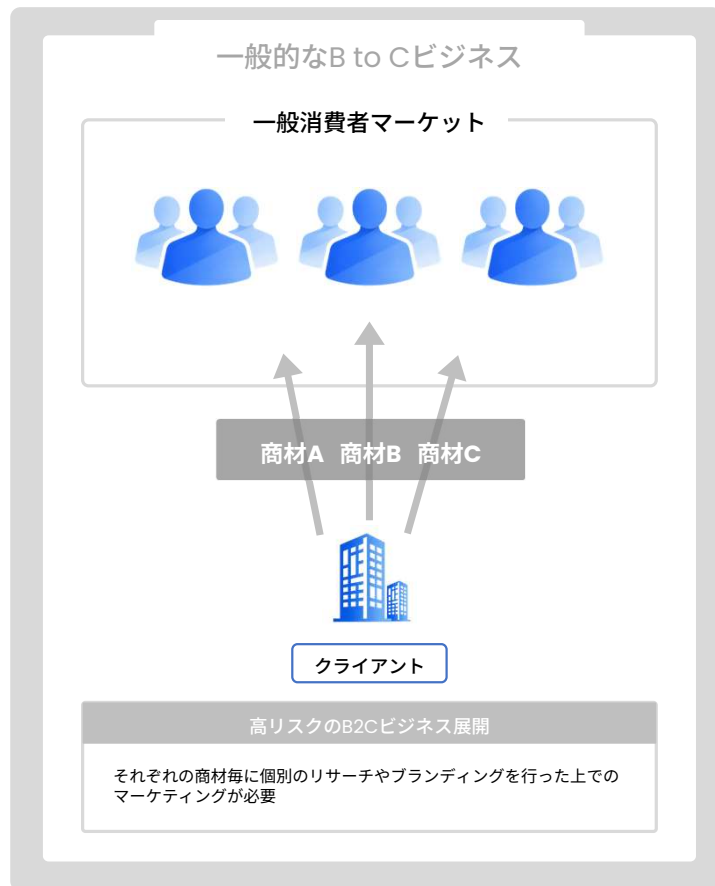 一般的なB to Cビジネス
一般消費者マーケット
商材A 商材B 商材C
クライアント
高リスクのB2Cビジネス展開
それぞれの商材毎に個別のリサーチやブランディングを行った上での
マーケティングが必要